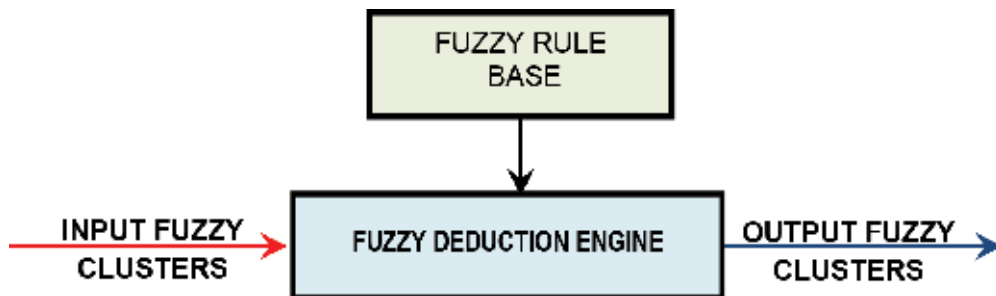 FUZZY RULE
BASE
INPUT FUZZY
CLUSTERS
FUZZY DEDUCTION ENGINE
OUTPUT FUZZY
CLUSTERS